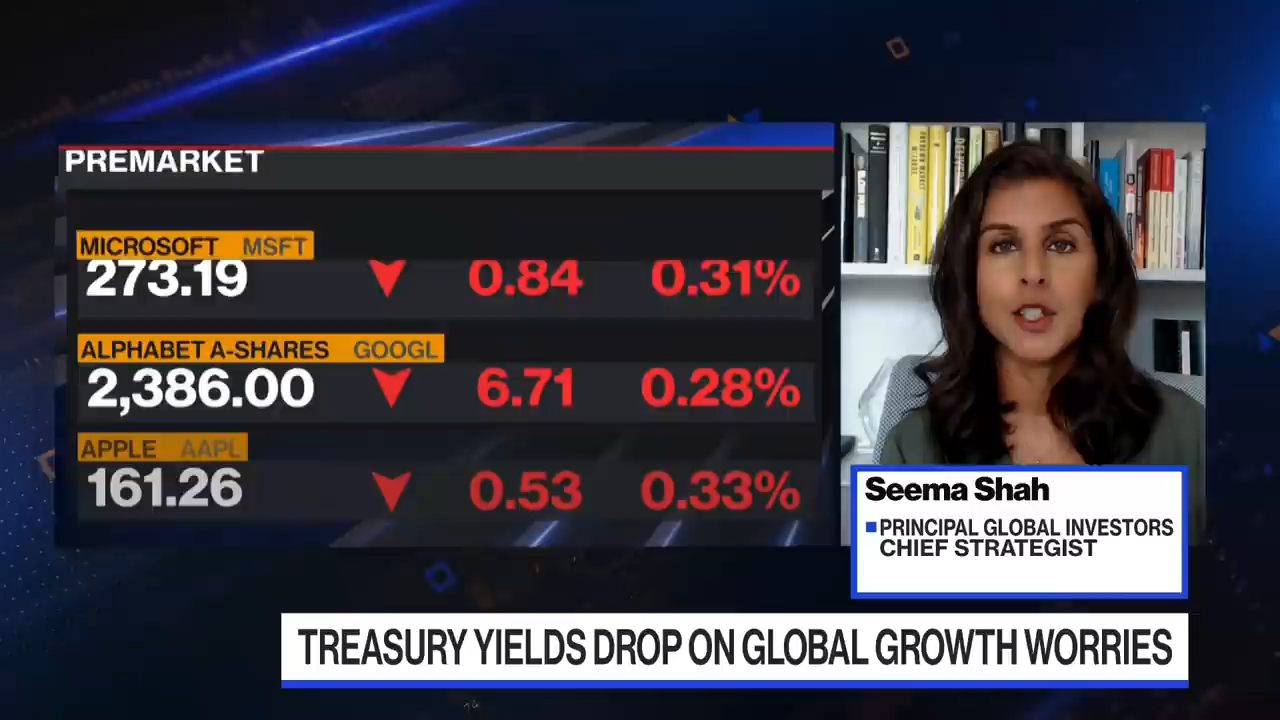 PREMARKET
MICROSOFT MSFT
273.19 0.84 0.31%
ALPHABET A-SHARES GOOGL
2,386.00 6.71 0.28%
APPLE AAPL
161.26 0.53 0.33%
Seema Shah
PRINCIPAL GLOBAL INVESTORS
CHIEF STRATEGIST
TREASURY YIELDS DROP ON GLOBAL GROWTH WORRIES